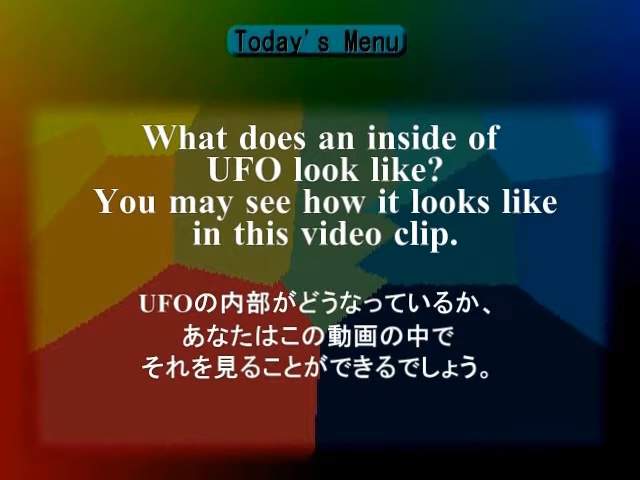 Today's Menu
What does an inside of
UFO look like?
You may see how it looks like
in this video clip.
UFOの内部がどうなっているか、
あなたはこの動画の中で
それを見ることができるでしょう。